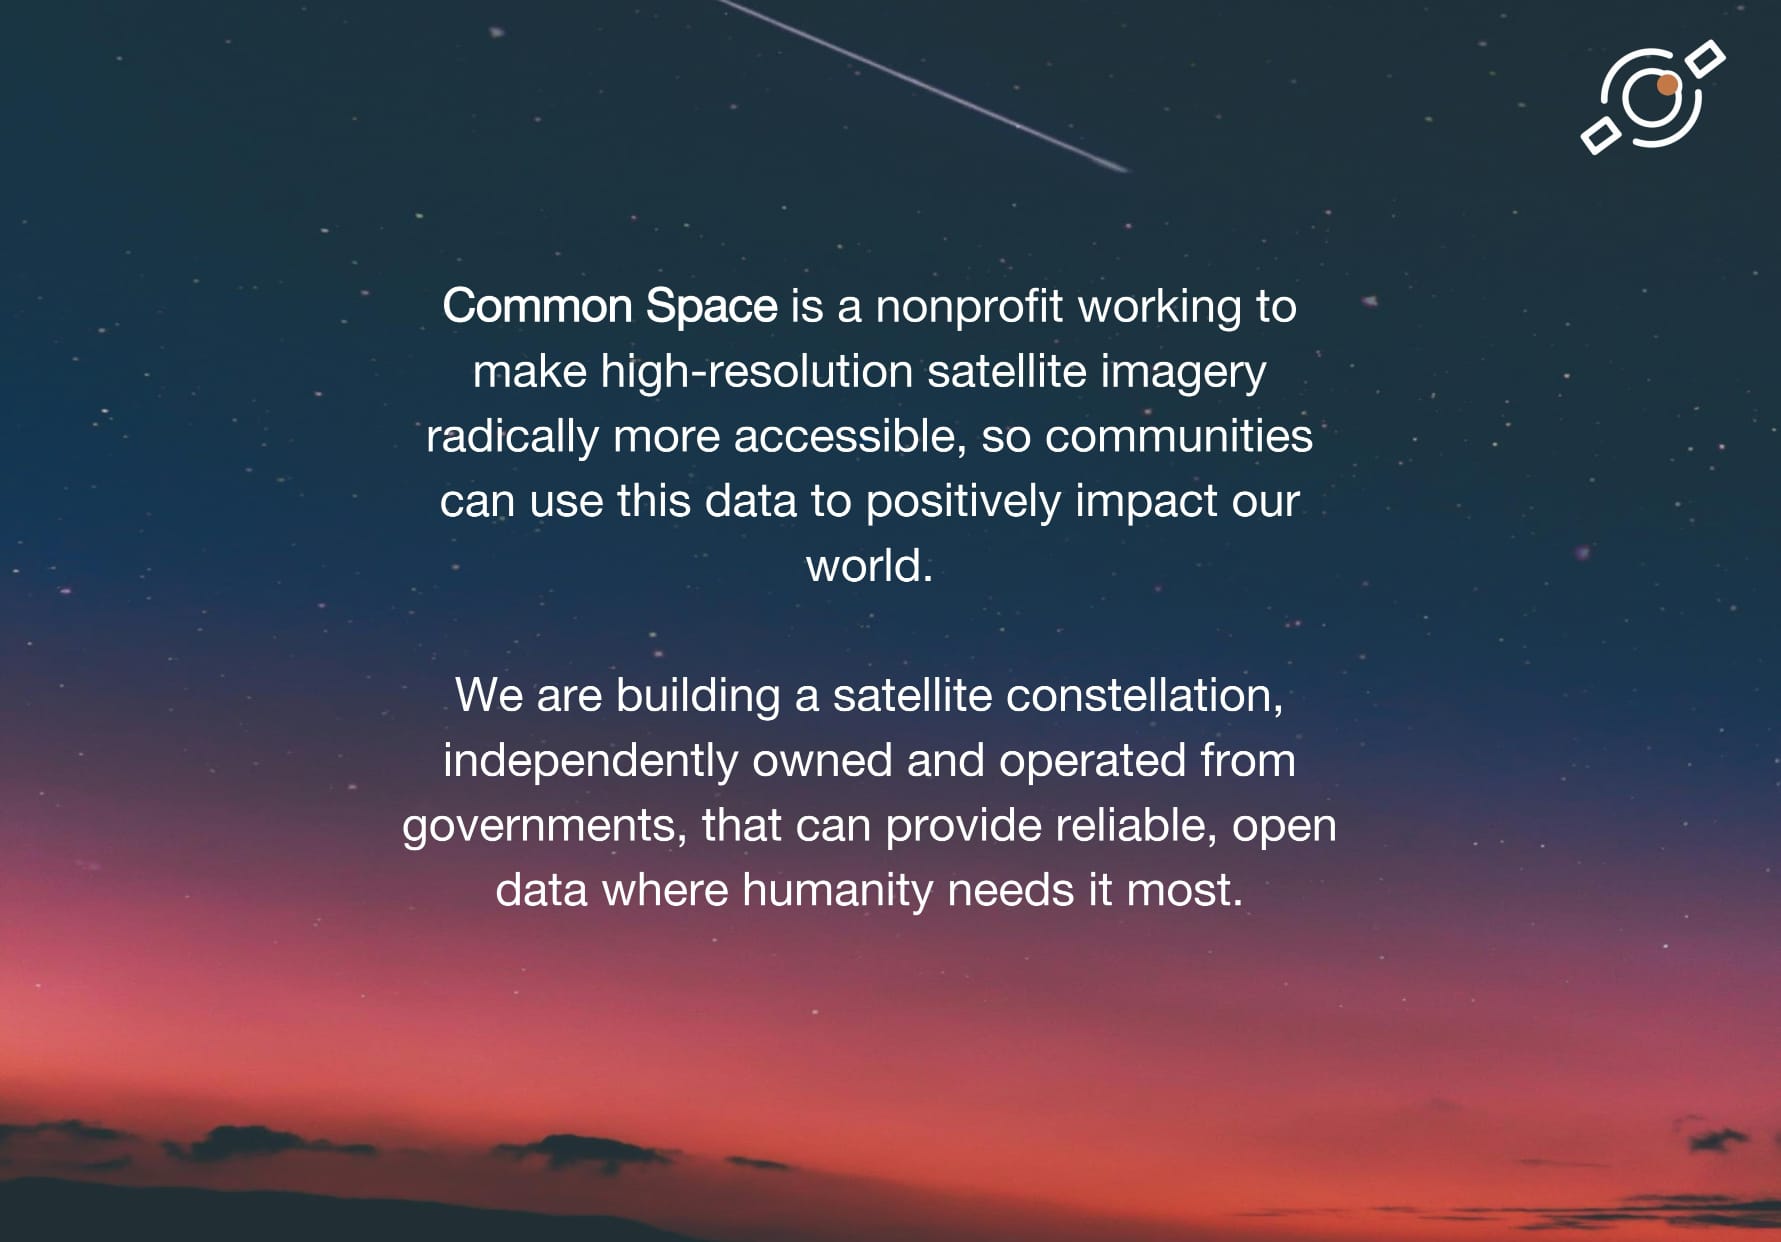 Common Space is a nonprofit working to
make high-resolution satellite imagery
radically more accessible, so communities
can use this data to positively impact our
world.
We are building a satellite constellation,
independently owned and operated from
governments, that can provide reliable, open
data where humanity needs it most.